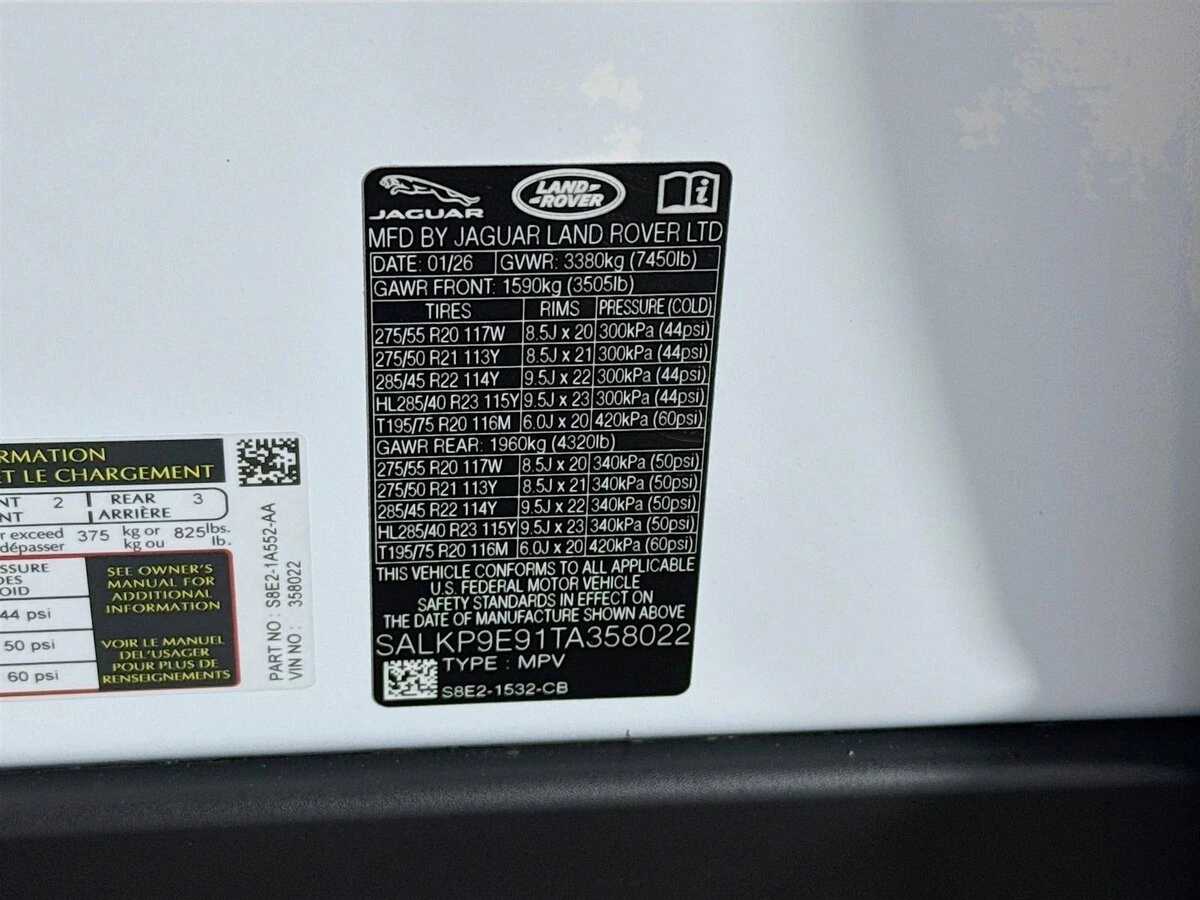 JAGUAR
LAND-
-ROVER
i
MFD BY JAGUAR LAND ROVER LTD
DATE: 01/26 GVWR: 3380kg (7450lb)
GAWR FRONT: 1590kg (3505lb)
TIRES RIMS PRESSURE (COLD)
275/55 R20 117W 8.5J x 20 300kPa (44psi)
275/50 R21 113Y 8.5J x 21 300kPa (44psi)
285/45 R22 114Y 9.5J x 22 300kPa (44psi)
HL285/40 R23 115Y 9.5J x 23 300kPa (44psi)
T195/75 R20 116M 6.0J x 20 420kPa (60psi)
GAWR REAR: 1960kg (4320lb)
275/55 R20 117W 8.5J x 20 340kPa (50psi)
275/50 R21 113Y 8.5J x 21 340kPa (50psi)
285/45 R22 114Y 9.5J x 22 340kPa (50psi)
HL285/40 R23 115Y 9.5J x 23 340kPa (50psi)
T195/75 R20 116M 6.0J x 20 420kPa (60psi)
THIS VEHICLE CONFORMS TO ALL APPLICABLE
U.S. FEDERAL MOTOR VEHICLE
SAFETY STANDARDS IN EFFECT ON
THE DATE OF MANUFACTURE SHOWN ABOVE
SALKP9E91TA358022
TYPE : MPV
S8E2-1532-CB
RMATION
ET LE CHARGEMENT
NT 2 REAR 3
NT ARRIÈRE
r exceed 375 kg or 825 lbs.
dépasser kg ou lb.
SSURE
DES
OID
44 psi
50 psi
60 psi
SEE OWNER'S
MANUAL FOR
ADDITIONAL
INFORMATION
VOIR LE MANUEL
DEL'USAGER
POUR PLUS DE
RENSEIGNEMENTS
PART NO : S8E2-1A552-AA
VIN NO : 358022